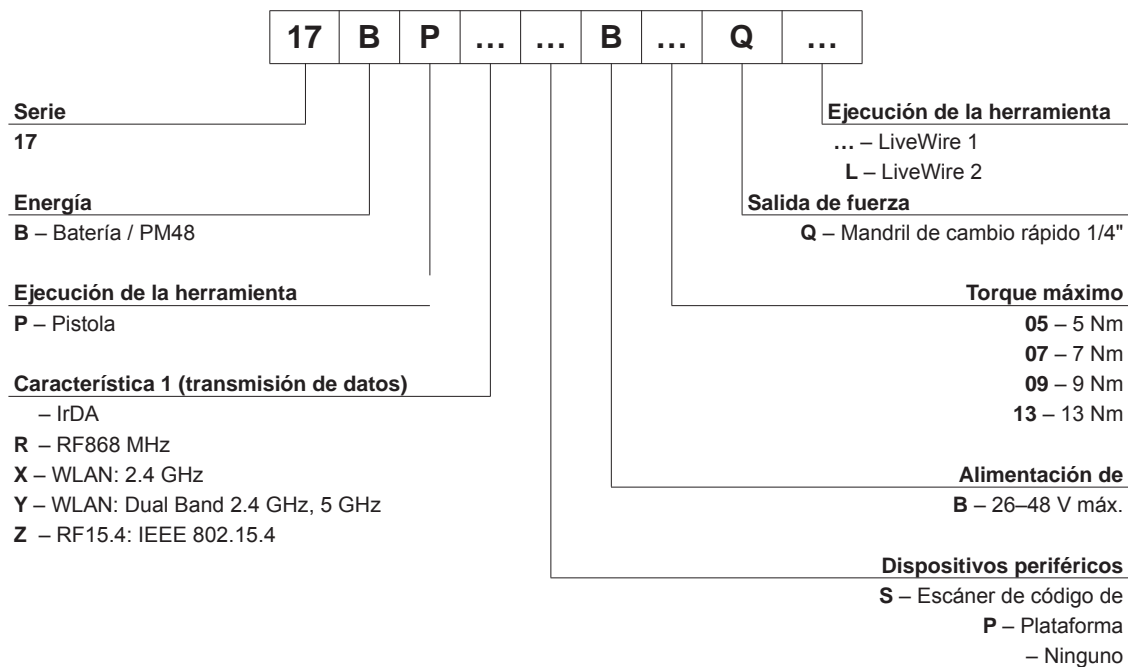 17 B P ... ... B ... Q ...
Serie
17
Energía
B – Batería / PM48
Ejecución de la herramienta
P – Pistola
Característica 1 (transmisión de datos)
– IrDA
R – RF868 MHz
X – WLAN: 2.4 GHz
Y – WLAN: Dual Band 2.4 GHz, 5 GHz
Z – RF15.4: IEEE 802.15.4
Ejecución de la herramienta
... – LiveWire 1
L – LiveWire 2
Salida de fuerza
Q – Mandril de cambio rápido 1/4"
Torque máximo
05 – 5 Nm
07 – 7 Nm
09 – 9 Nm
13 – 13 Nm
Alimentación de
B – 26–48 V máx.
Dispositivos periféricos
S – Escáner de código de
P – Plataforma
– Ninguno